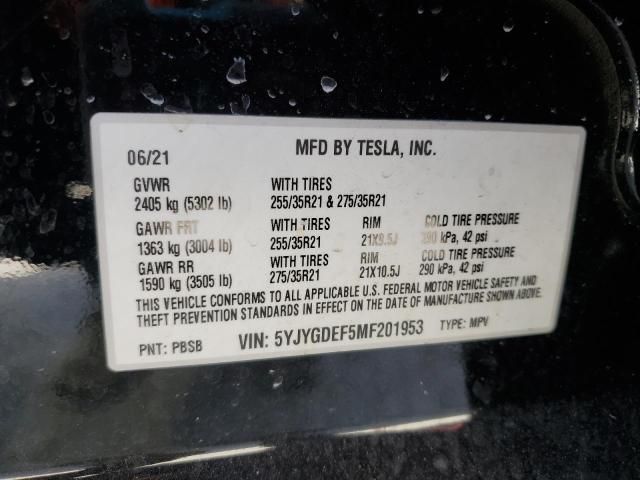 06/21 MFD BY TESLA, INC.
GVWR WITH TIRES
2405 kg (5302 lb) 255/35R21 & 275/35R21
GAWR FRT WITH TIRES RIM COLD TIRE PRESSURE
1363 kg (3004 lb) 255/35R21 21X9.5J 290 kPa, 42 psi
GAWR RR WITH TIRES RIM COLD TIRE PRESSURE
1590 kg (3505 lb) 275/35R21 21X10.5J 290 kPa, 42 psi
THIS VEHICLE CONFORMS TO ALL APPLICABLE U.S. FEDERAL MOTOR VEHICLE SAFETY AND
THEFT PREVENTION STANDARDS IN EFFECT ON THE DATE OF MANUFACTURE SHOWN ABOVE.
PNT: PBSB VIN: 5YJYGDEF5MF201953 TYPE: MPV